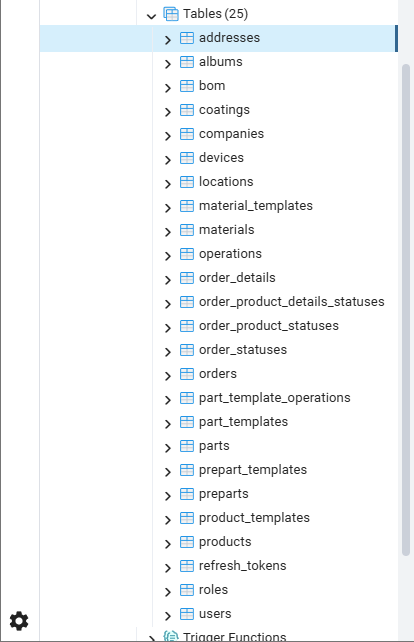 Tables (25)
addresses
albums
bom
coatings
companies
devices
locations
material_templates
materials
operations
order_details
order_product_details_statuses
order_product_statuses
order_statuses
orders
part_template_operations
part_templates
parts
prepart_templates
preparts
product_templates
products
refresh_tokens
roles
users
Trigger Functions